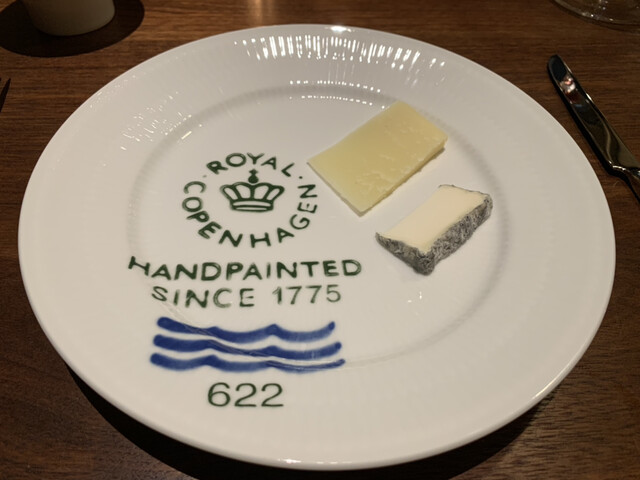 ROYAL
COPENHAGEN
HANDPAINTED
SINCE 1775
622